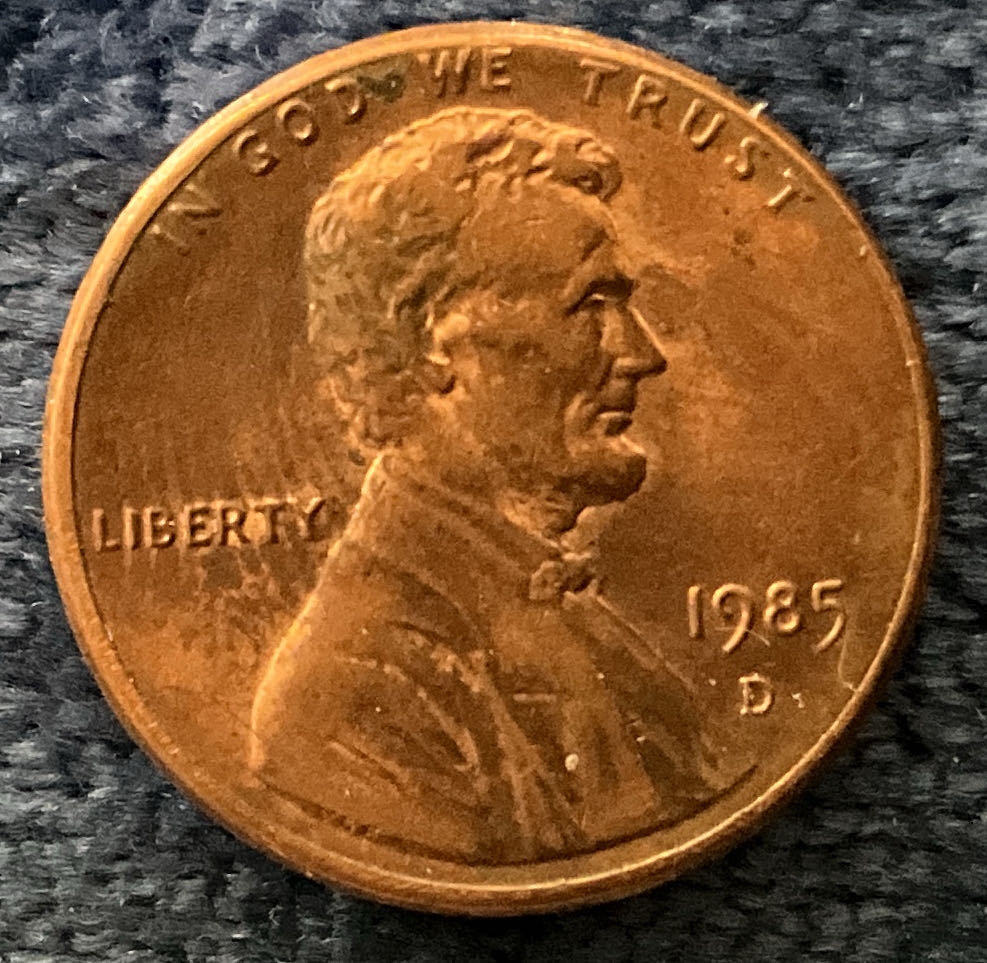 IN GOD WE TRUST
LIBERTY
1985
D